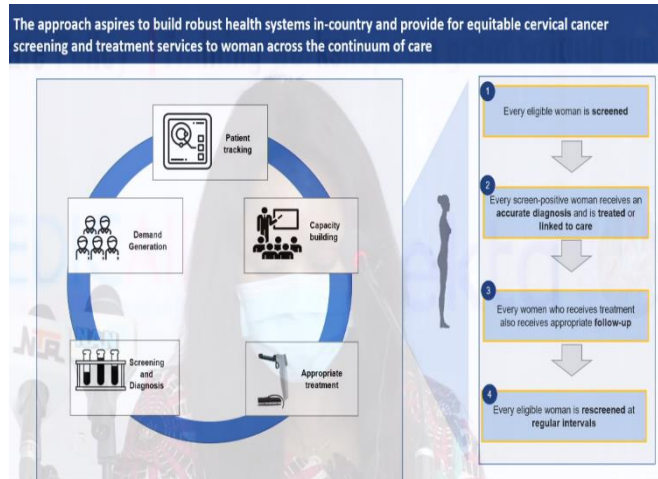 The approach aspires to build robust health systems in-country and provide for equitable cervical cancer
screening and treatment services to woman across the continuum of care
Patient
tracking
Demand
Generation
Capacity
building
Screening
and
Diagnosis
Appropriate
treatment
1
Every eligible woman is screened
2
Every screen-positive woman receives an
accurate diagnosis and is treated or
linked to care
3
Every women who receives treatment
also receives appropriate follow-up
4
Every eligible woman is rescreened at
regular intervals